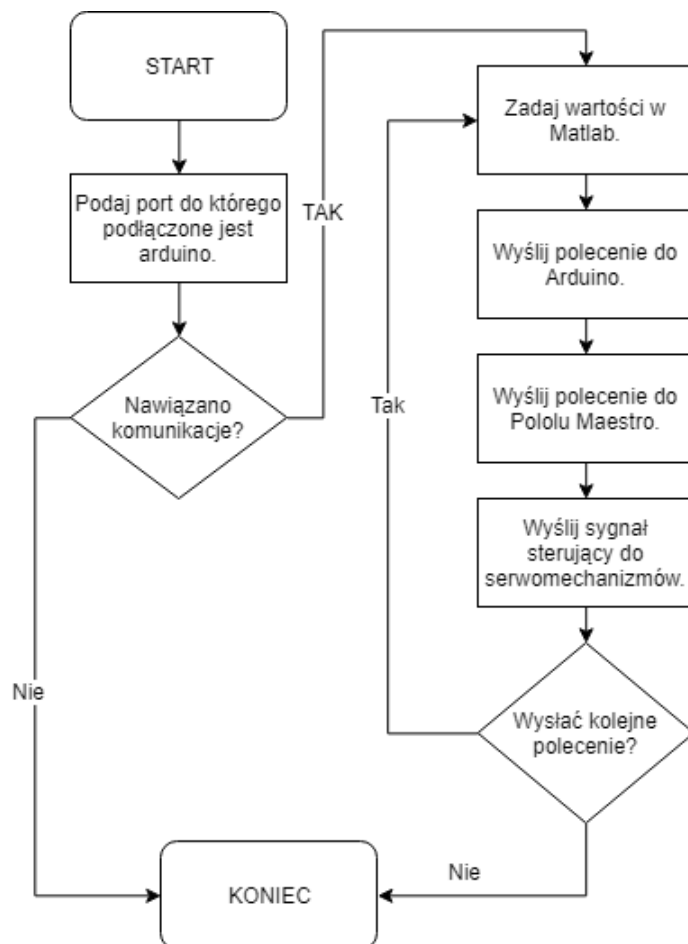 START
Podaj port do którego
podłączone jest
arduino.
Nawiązano
komunikacje?
TAK
Nie
Zadaj wartości w
Matlab.
Wyślij polecenie do
Arduino.
Wyślij polecenie do
Pololu Maestro.
Wyślij sygnał
sterujący do
serwomechanizmów.
Wysłać kolejne
polecenie?
Tak
Nie
KONIEC